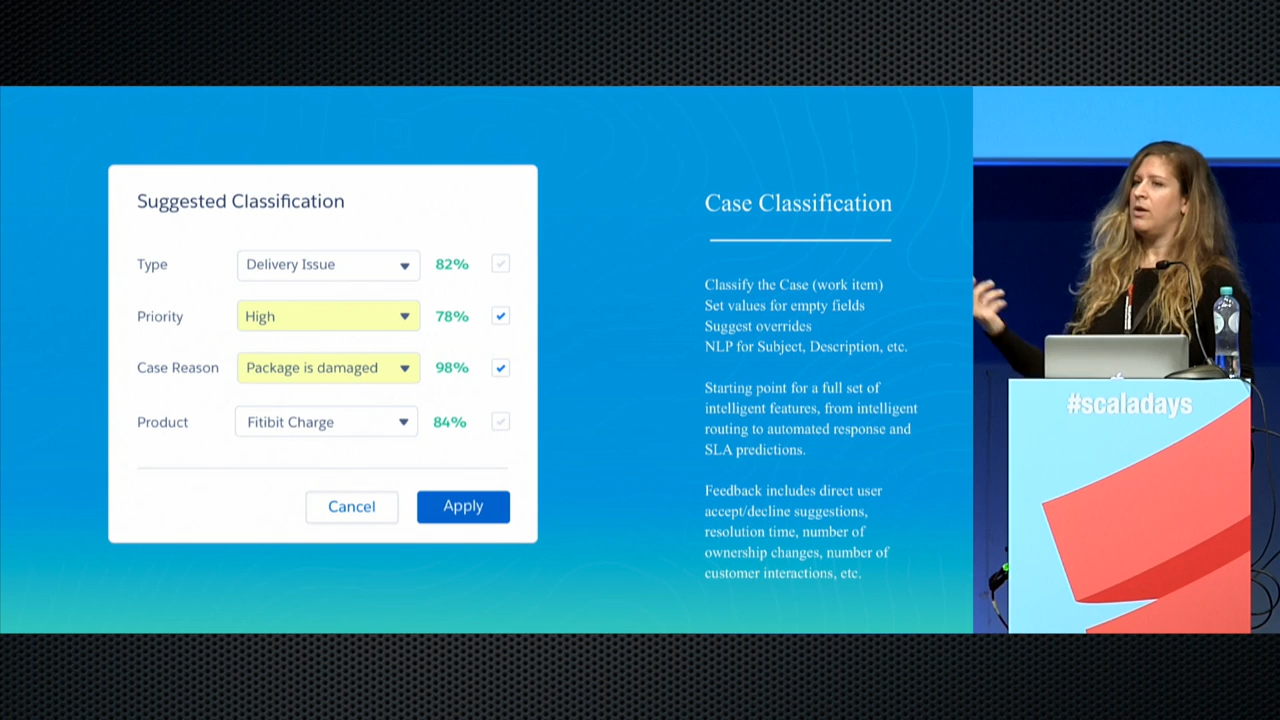 Suggested Classification
Type Delivery Issue 82%
Priority High 78%
Case Reason Package is damaged 98%
Product Fitibit Charge 84%
Cancel Apply
Case Classification
Classify the Case (work item)
Set values for empty fields
Suggest overrides
NLP for Subject, Description, etc.
Starting point for a full set of
intelligent features, from intelligent
routing to automated response and
SLA predictions.
Feedback includes direct user
accept/decline suggestions,
resolution time, number of
ownership changes, number of
customer interactions, etc.
#scaladays